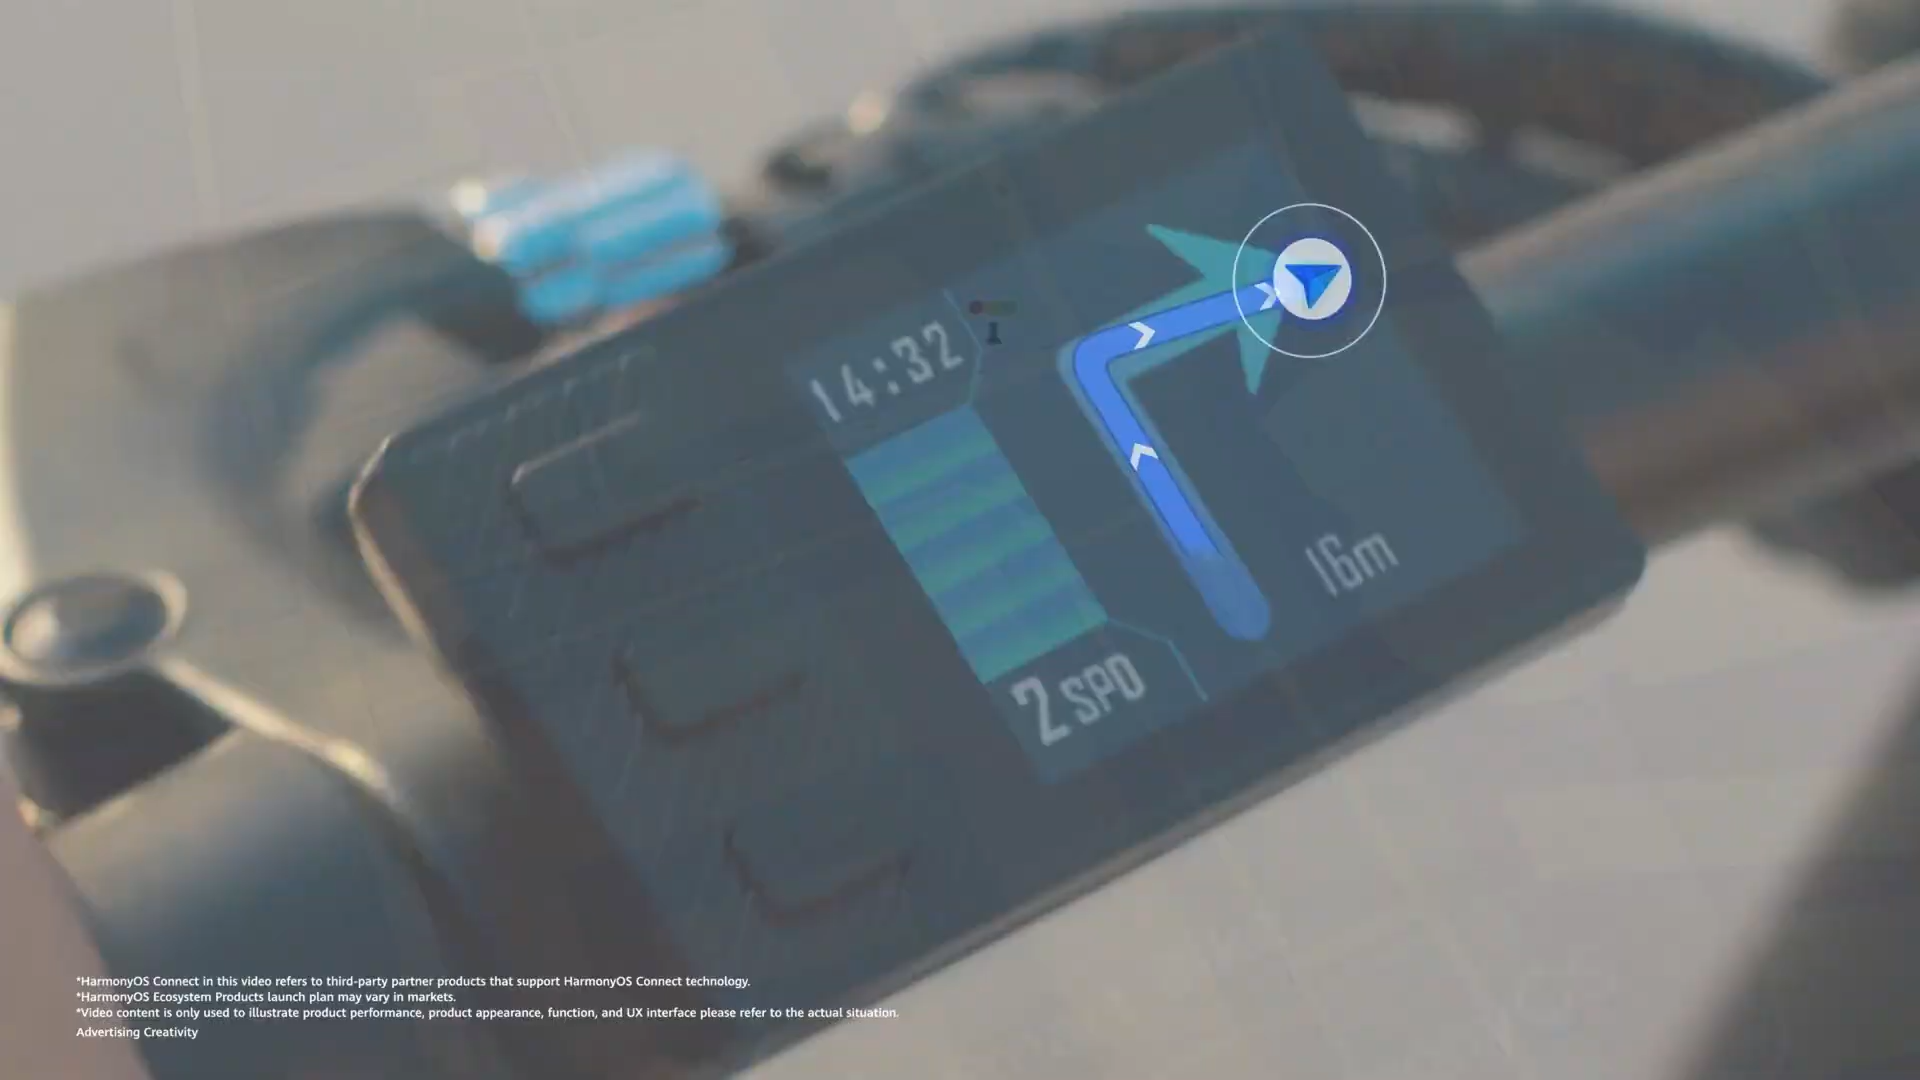 14:32
16m
2 SPD
*HarmonyOS Connect in this video refers to third-party partner products that support HarmonyOS Connect technology.
*HarmonyOS Ecosystem Products launch plan may vary in markets.
*Video content is only used to illustrate product performance, product appearance, function, and UX interface please refer to the actual situation.
Advertising Creativity